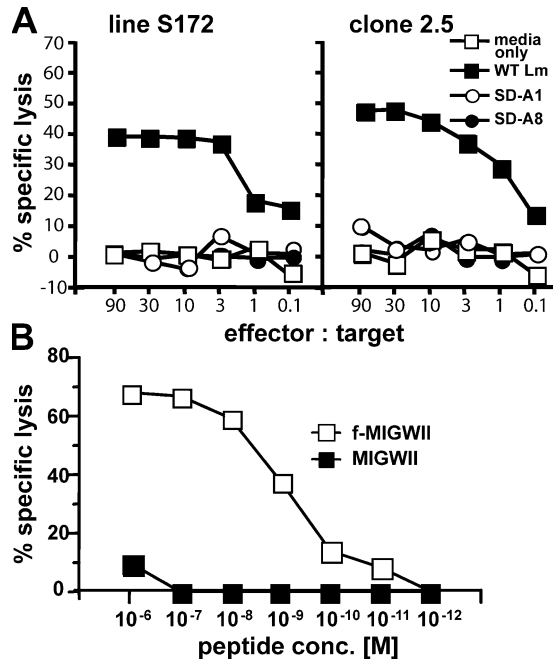 A
line S172
clone 2.5
media
only
WT Lm
SD-A1
SD-A8
% specific lysis
70
60
50
40
30
20
10
0
-10
90 30 10 3 1 0.1
90 30 10 3 1 0.1
effector : target
B
% specific lysis
80
60
40
20
0
f-MIGWII
MIGWII
10-6 10-7 10-8 10-9 10-10 10-11 10-12
peptide conc. [M]